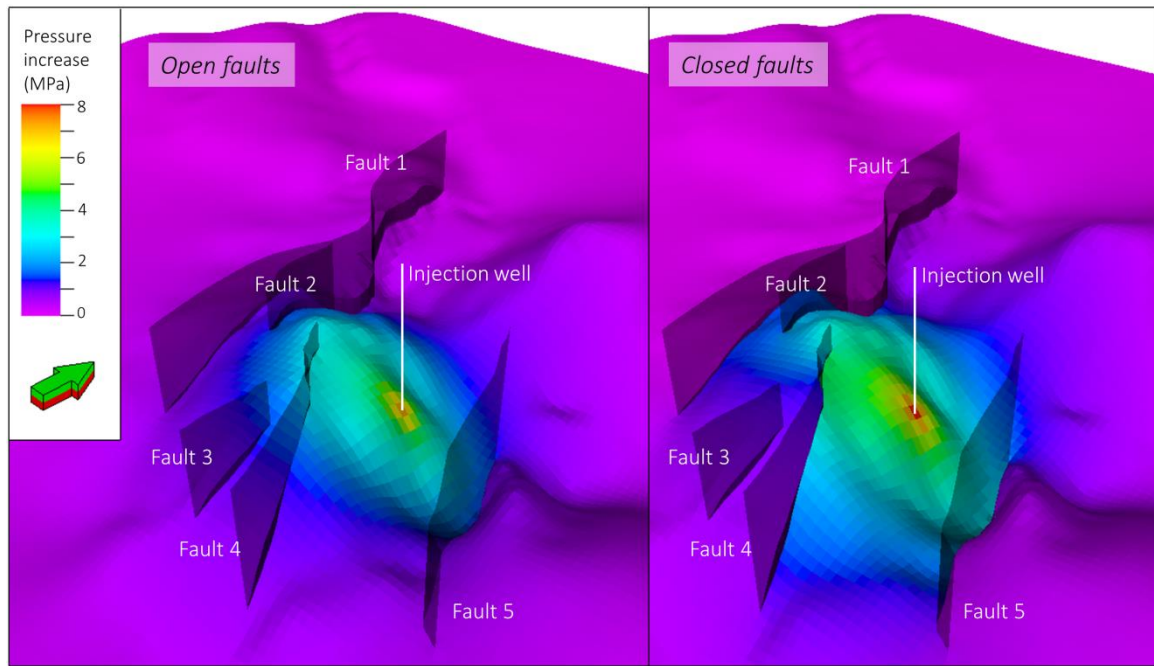 Pressure
increase
(MPa)
8
6
4
2
0
Open faults
Fault 1
Fault 2
Injection well
Fault 3
Fault 4
Fault 5
Closed faults
Fault 1
Fault 2
Injection well
Fault 3
Fault 4
Fault 5